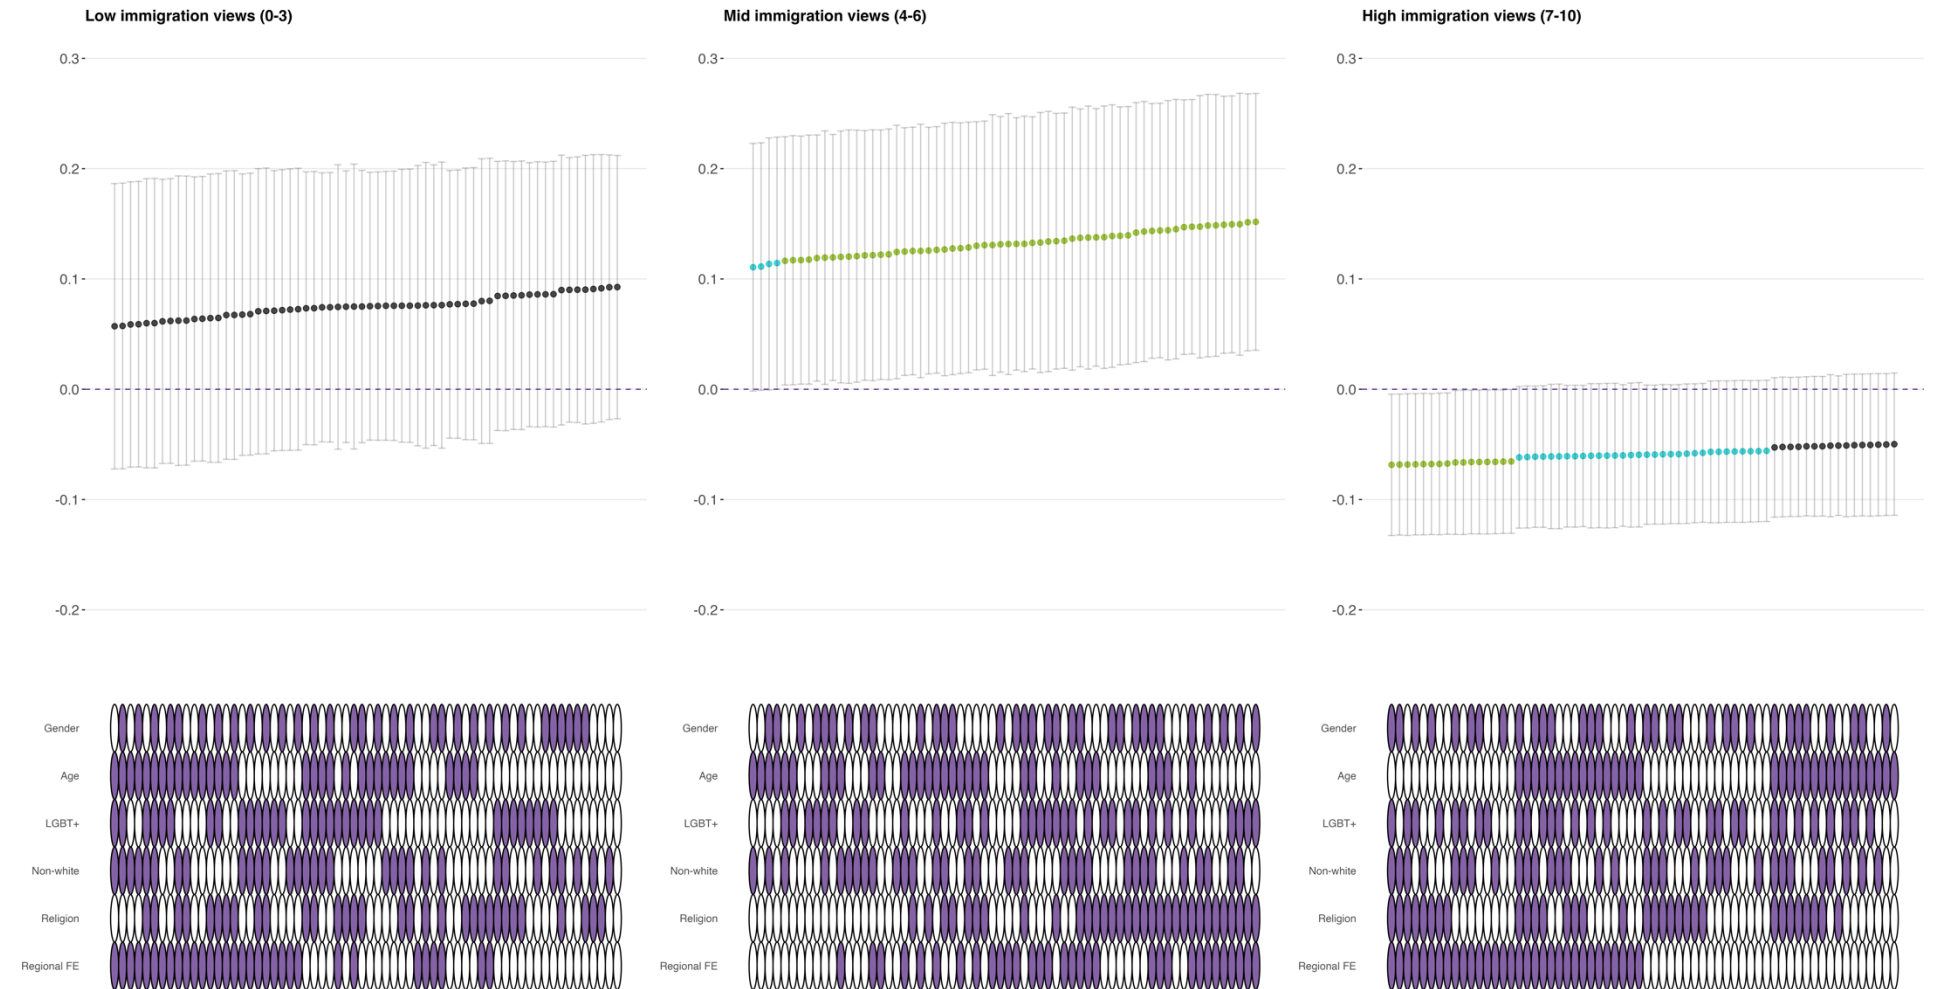 Low immigration views (0-3)
0.3
0.2
0.1
0.0
-0.1
-0.2
Gender
Age
LGBT+
Non-white
Religion
Regional FE
Mid immigration views (4-6)
0.3
0.2
0.1
0.0
-0.1
-0.2
Gender
Age
LGBT+
Non-white
Religion
Regional FE
High immigration views (7-10)
0.3
0.2
0.1
0.0
-0.1
-0.2
Gender
Age
LGBT+
Non-white
Religion
Regional FE